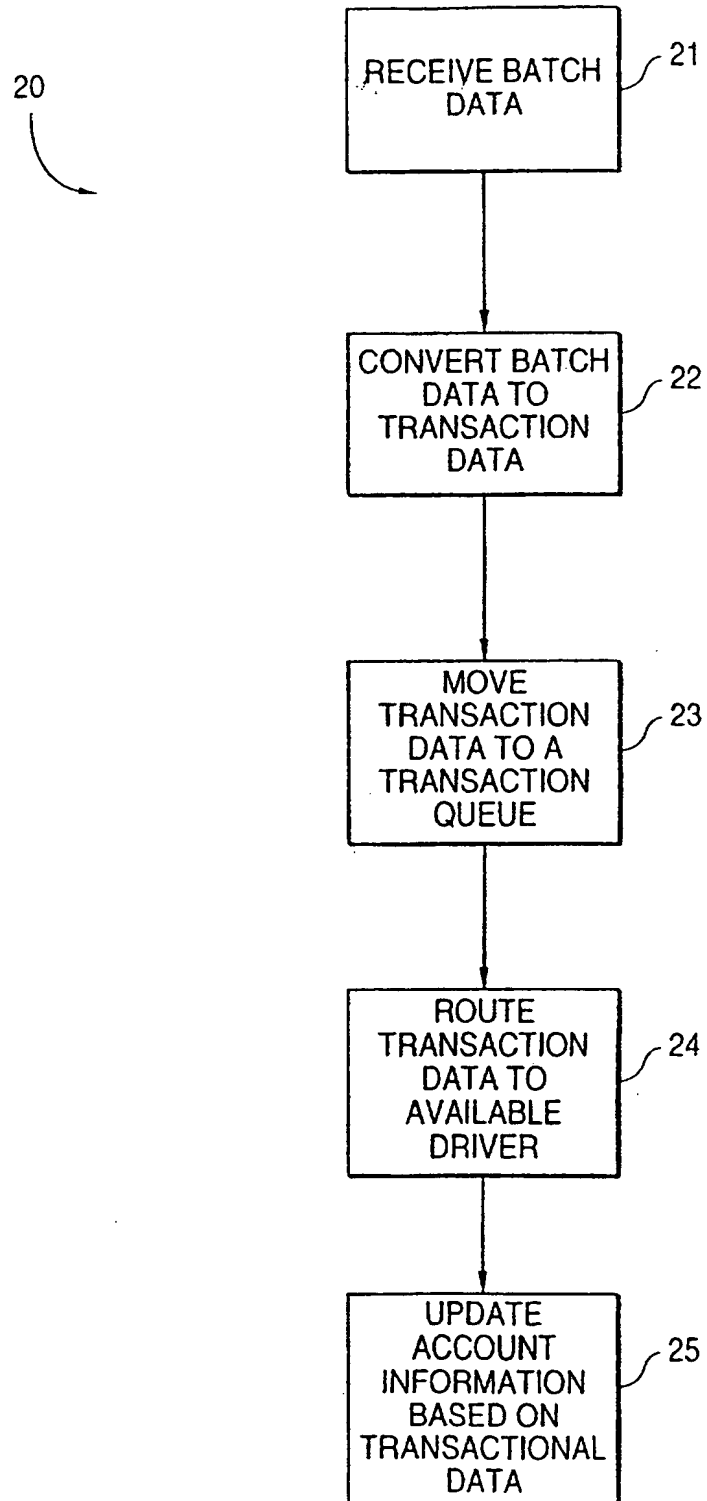 20
RECEIVE BATCH
DATA
21
CONVERT BATCH
DATA TO
TRANSACTION
DATA
22
MOVE
TRANSACTION
DATA TO A
TRANSACTION
QUEUE
23
ROUTE
TRANSACTION
DATA TO
AVAILABLE
DRIVER
24
UPDATE
ACCOUNT
INFORMATION
BASED ON
TRANSACTIONAL
DATA
25